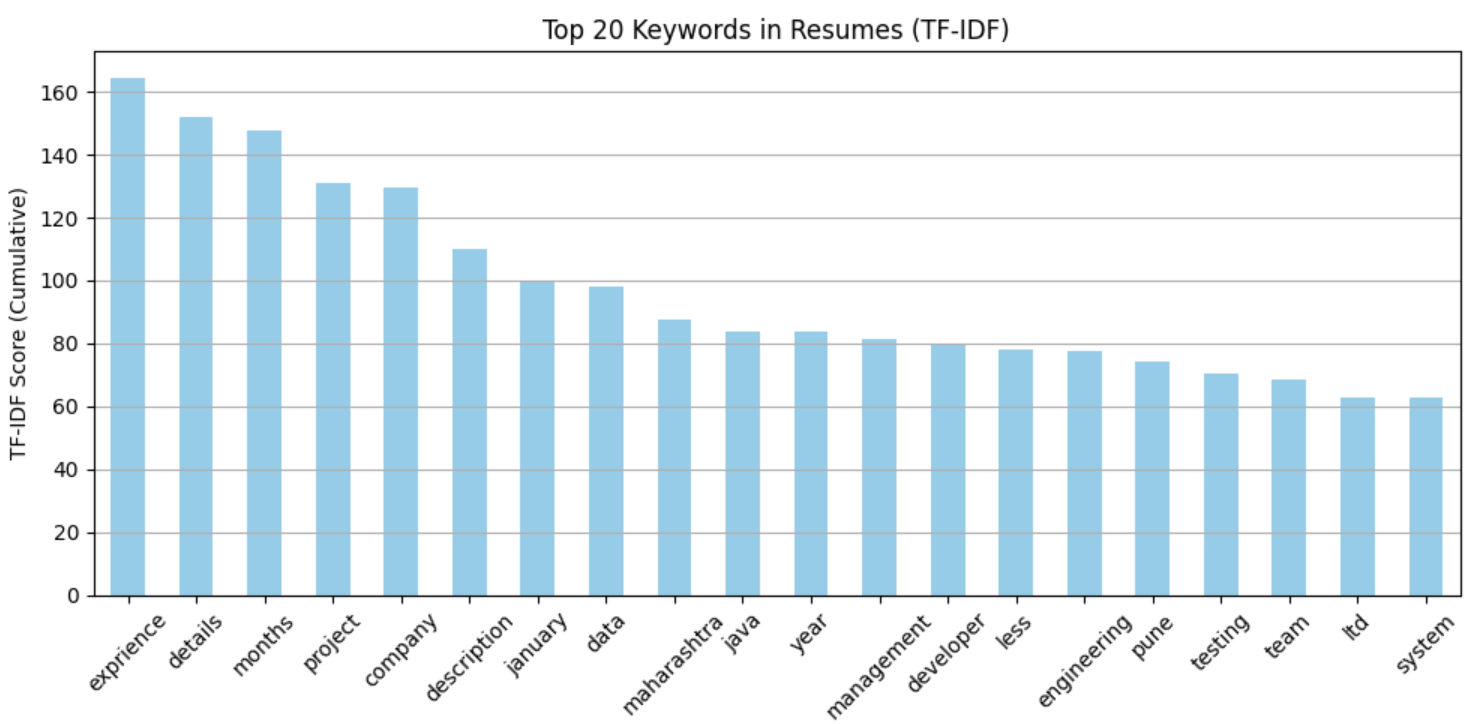 Top 20 Keywords in Resumes (TF-IDF)
TF-IDF Score (Cumulative)
160
140
120
100
80
60
40
20
0
exprience
details
months
project
company
description
january
data
maharashtra
java
year
management
developer
less
engineering
pune
testing
team
ltd
system